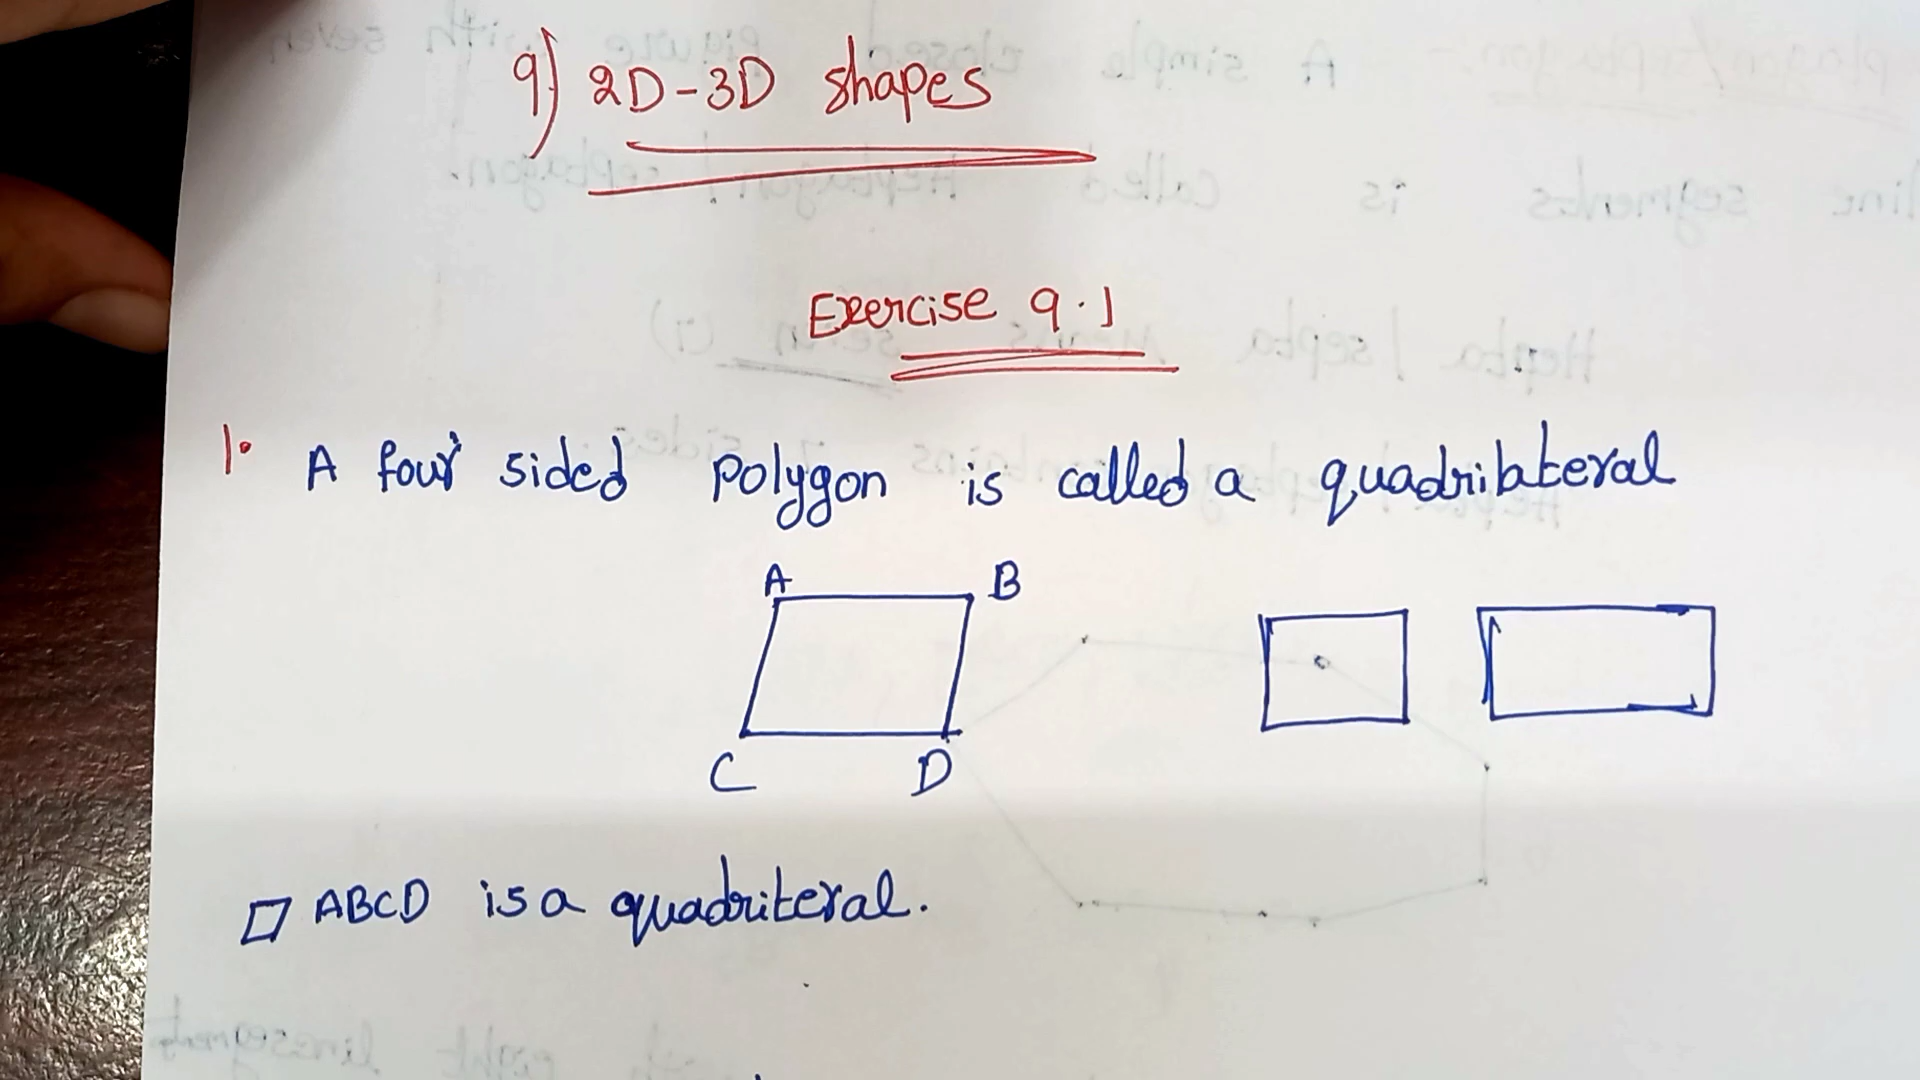 9) 2D-3D shapes
Exercise 9.1
1. A four sided polygon is called a quadrilateral
A B
C D
ABCD is a quadriteral.